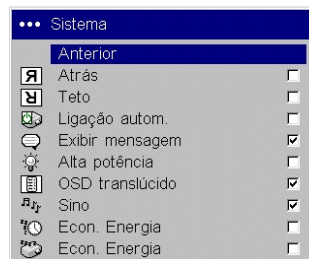 ••• Sistema
Anterior
Atrás
Teto
Ligação autom.
Exibir mensagem
Alta potência
OSD translúcido
Sino
Econ. Energia
Econ. Energia